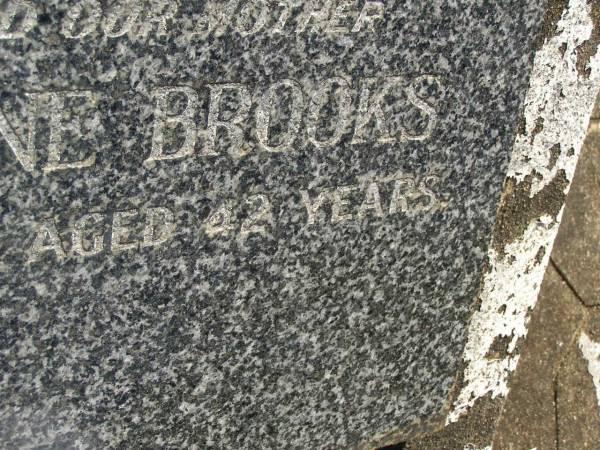 D OUR MOTHER
NE BROOKS
AGED 42 YEARS.